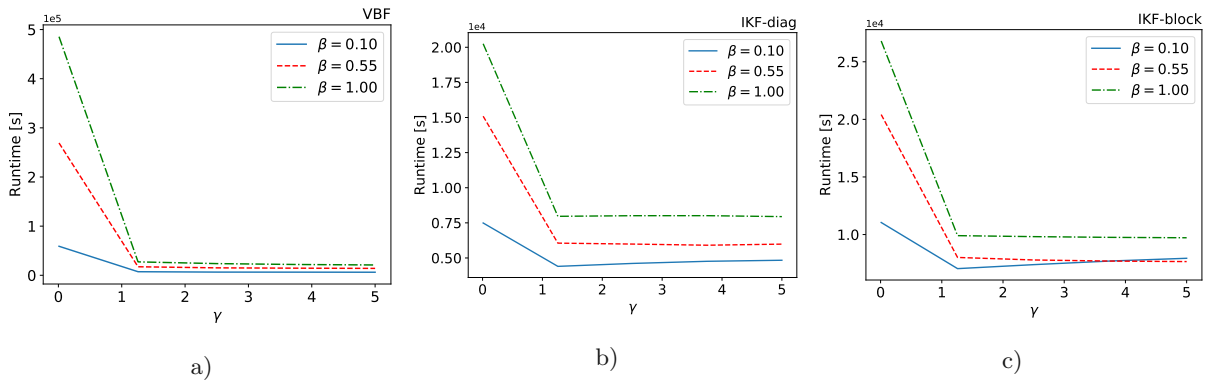 VBF
1e5
5
4
3
2
1
0
Runtime [s]
β = 0.10
β = 0.55
β = 1.00
0 1 2 3 4 5
γ
a)
IKF-diag
1e4
2.00
1.75
1.50
1.25
1.00
0.75
0.50
Runtime [s]
β = 0.10
β = 0.55
β = 1.00
0 1 2 3 4 5
γ
b)
IKF-block
1e4
2.5
2.0
1.5
1.0
Runtime [s]
β = 0.10
β = 0.55
β = 1.00
0 1 2 3 4 5
γ
c)